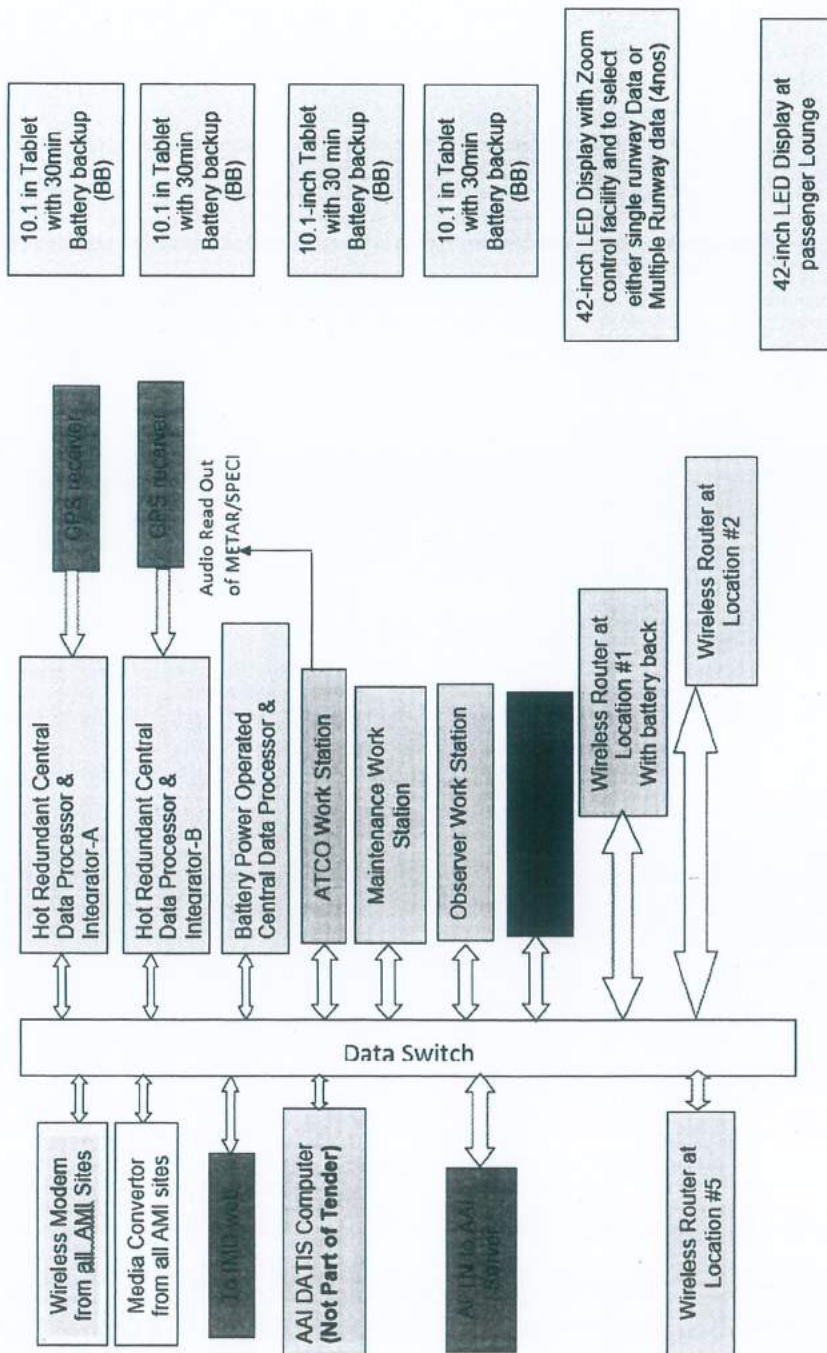 Wireless Modem
from all AMI Sites
Media Convertor
from all AMI sites
To IMD web
AAI DATIS Computer
(Not Part of Tender)
AFTN to AAI
Server
Wireless Router at
Location #5
Data Switch
Hot Redundant Central
Data Processor &
Integrator-A
Hot Redundant Central
Data Processor &
Integrator-B
Battery Power Operated
Central Data Processor &
ATCO Work Station
Maintenance Work
Station
Observer Work Station
Wireless Router at
Location #1
With battery back
Wireless Router at
Location #2
GPS receiver
GPS receiver
Audio Read Out
of METAR/SPECI
10.1 in Tablet
with 30min
Battery backup
(BB)
10.1 in Tablet
with 30min
Battery backup
(BB)
10.1-inch Tablet
with 30 min
Battery backup
(BB)
10.1 in Tablet
with 30min
Battery backup
(BB)
42-inch LED Display with Zoom
control facility and to select
either single runway Data or
Multiple Runway data (4nos)
42-inch LED Display at
passenger Lounge